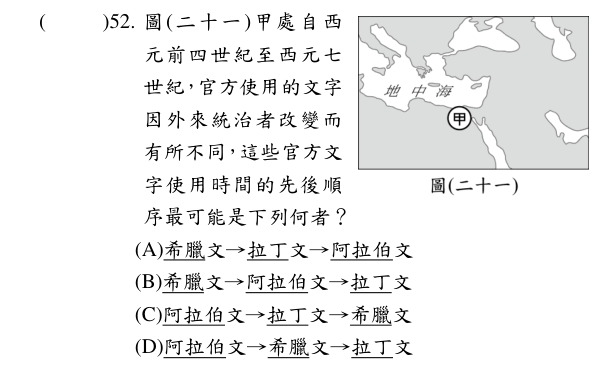 (　　)52. 圖(二十一)甲處自西
元前四世紀至西元七
世紀，官方使用的文字
因外來統治者改變而
有所不同，這些官方文
字使用時間的先後順
序最可能是下列何者？
(A)希臘文→拉丁文→阿拉伯文
(B)希臘文→阿拉伯文→拉丁文
(C)阿拉伯文→拉丁文→希臘文
(D)阿拉伯文→希臘文→拉丁文
地中海
甲
圖(二十一)